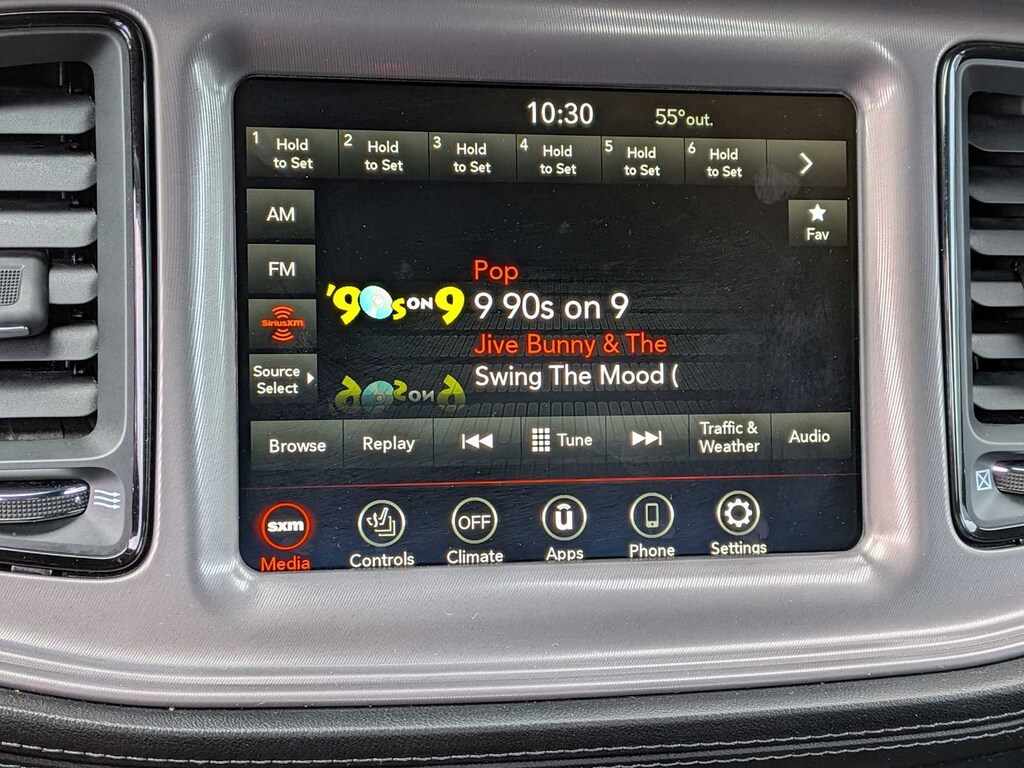 10:30
55°out.
1 Hold
to Set
2 Hold
to Set
3 Hold
to Set
4 Hold
to Set
5 Hold
to Set
6 Hold
to Set
AM
Fav
FM
SiriusXM
Source
Select
'90s ON 9
Pop
9 90s on 9
Jive Bunny & The
Swing The Mood (
Browse
Replay
Tune
Traffic &
Weather
Audio
sxm
Media
Controls
OFF
Climate
û
Apps
Phone
Settings